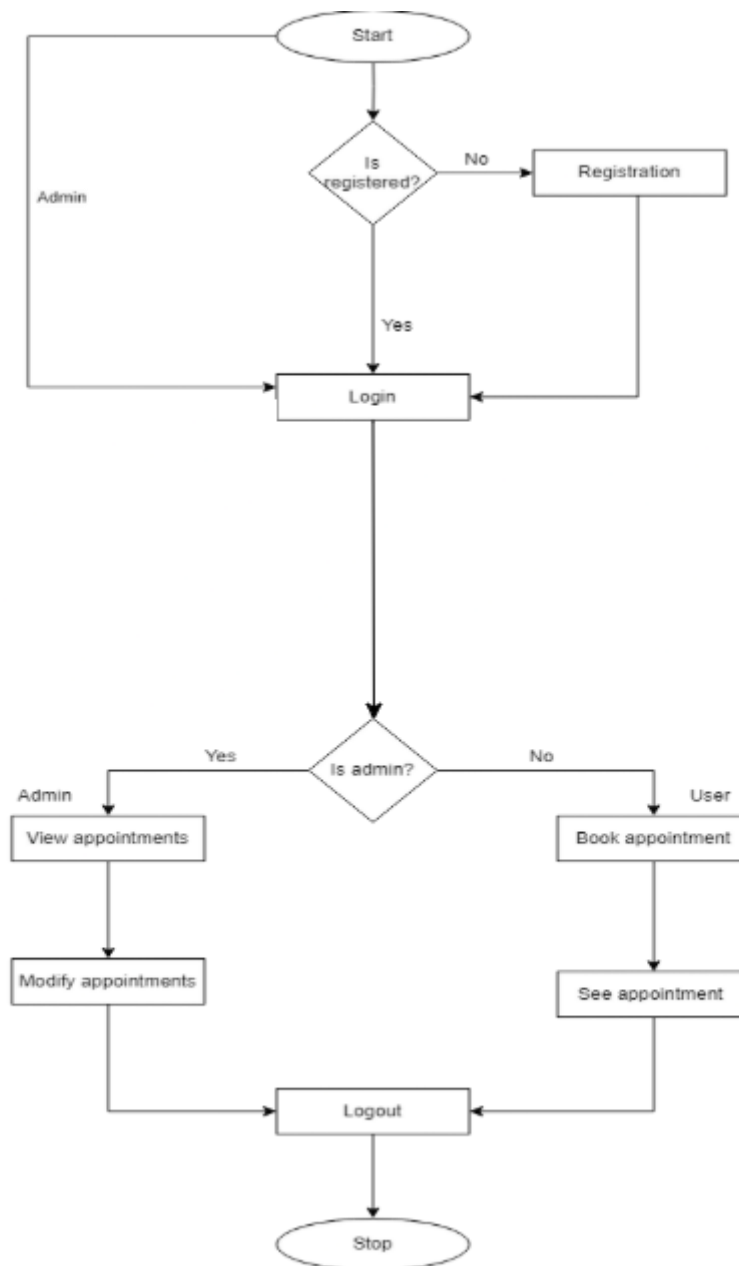 Start
Is
registered?
No
Registration
Admin
Yes
Login
Is admin?
Yes
No
Admin
User
View appointments
Book appointment
Modify appointments
See appointment
Logout
Stop